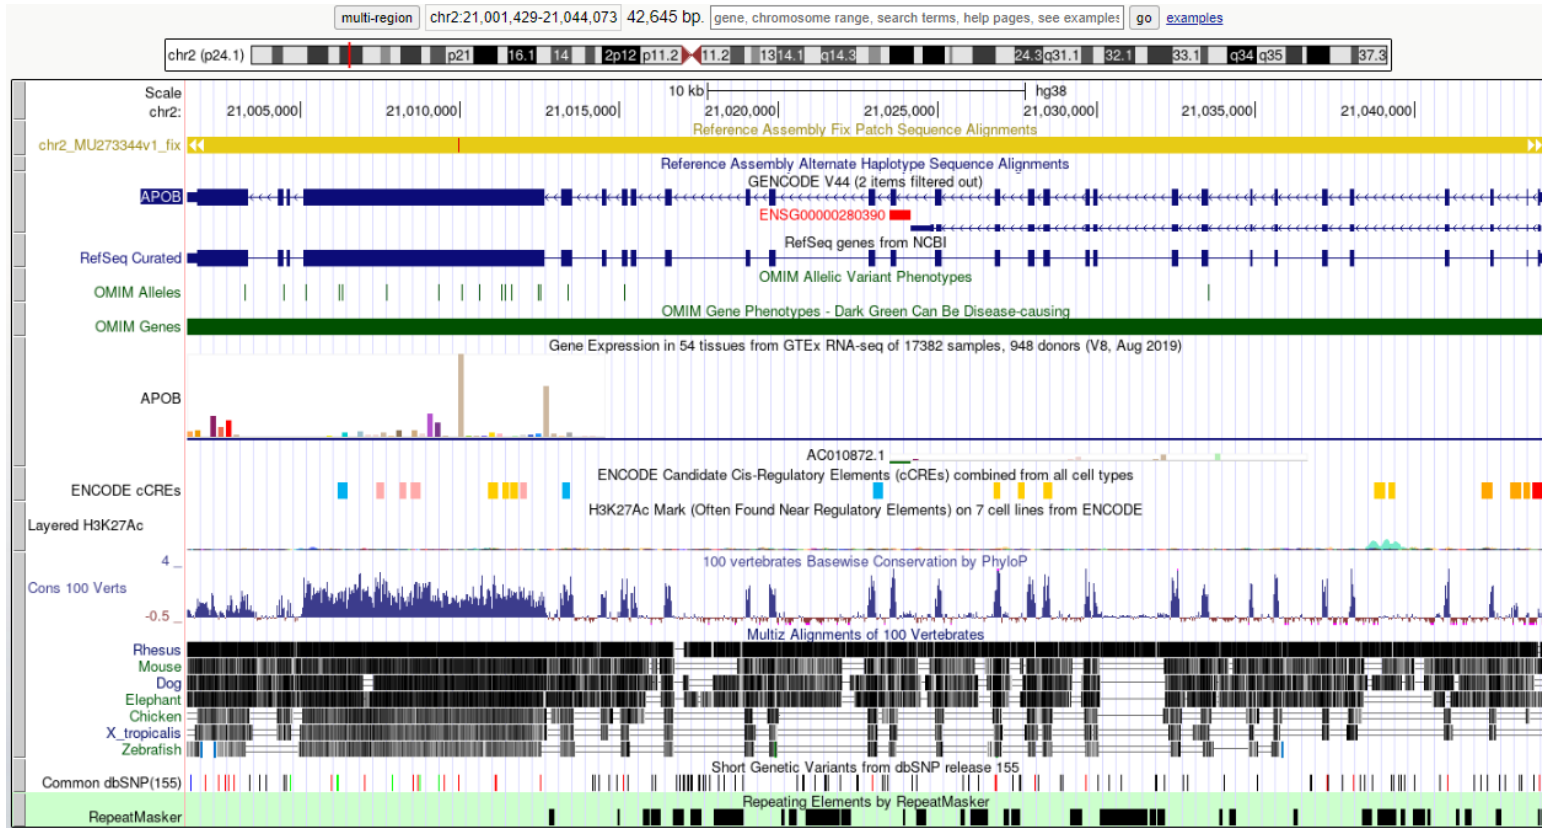 multi-region chr2:21,001,429-21,044,073 42,645 bp. gene, chromosome range, search terms, help pages, see examples go examples
chr2 (p24.1) p21 16.1 14 2p12 p11.2 11.2 13 14.1 q14.3 24.3 q31.1 32.1 33.1 q34 q35 37.3
Scale 10 kb hg38
chr2: 21,005,000 21,010,000 21,015,000 21,020,000 21,025,000 21,030,000 21,035,000 21,040,000
Reference Assembly Fix Patch Sequence Alignments
chr2_MU273344v1_fix
Reference Assembly Alternate Haplotype Sequence Alignments
GENCODE V44 (2 items filtered out)
APOB
ENSG00000280390
RefSeq genes from NCBI
RefSeq Curated
OMIM Allelic Variant Phenotypes
OMIM Alleles
OMIM Gene Phenotypes - Dark Green Can Be Disease-causing
OMIM Genes
Gene Expression in 54 tissues from GTEx RNA-seq of 17382 samples, 948 donors (V8, Aug 2019)
APOB
AC010872.1
ENCODE Candidate Cis-Regulatory Elements (cCREs) combined from all cell types
ENCODE cCREs
H3K27Ac Mark (Often Found Near Regulatory Elements) on 7 cell lines from ENCODE
Layered H3K27Ac
100 vertebrates Basewise Conservation by PhyloP
4 _
Cons 100 Verts
-0.5 _
Multiz Alignments of 100 Vertebrates
Rhesus
Mouse
Dog
Elephant
Chicken
X_tropicalis
Zebrafish
Short Genetic Variants from dbSNP release 155
Common dbSNP(155)
Repeating Elements by RepeatMasker
RepeatMasker